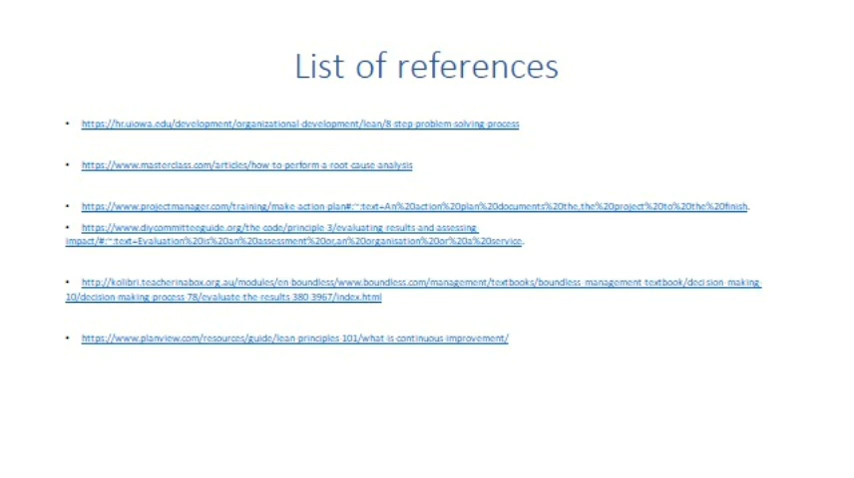 List of references
• https://hr.uiowa.edu/development/organizational-development/lean/8-step-problem-solving-process
• https://www.masterclass.com/articles/how-to-perform-a-root-cause-analysis
• https://www.projectmanager.com/training/make-action-plan#:~:text=An%20action%20plan%20documents%20the,the%20project%20to%20the%20finish.
• https://www.diycommitteeguide.org/the-code/principle-3/evaluating-results-and-assessing-
impact/#:~:text=Evaluation%20is%20an%20assessment%20or,an%20organisation%20or%20a%20service.
• http://kolibri.teacherinabox.org.au/modules/en-boundless/www.boundless.com/management/textbooks/boundless-management-textbook/decision-making-
10/decision-making-process-78/evaluate-the-results-380-3967/index.html
• https://www.planview.com/resources/guide/lean-principles-101/what-is-continuous-improvement/